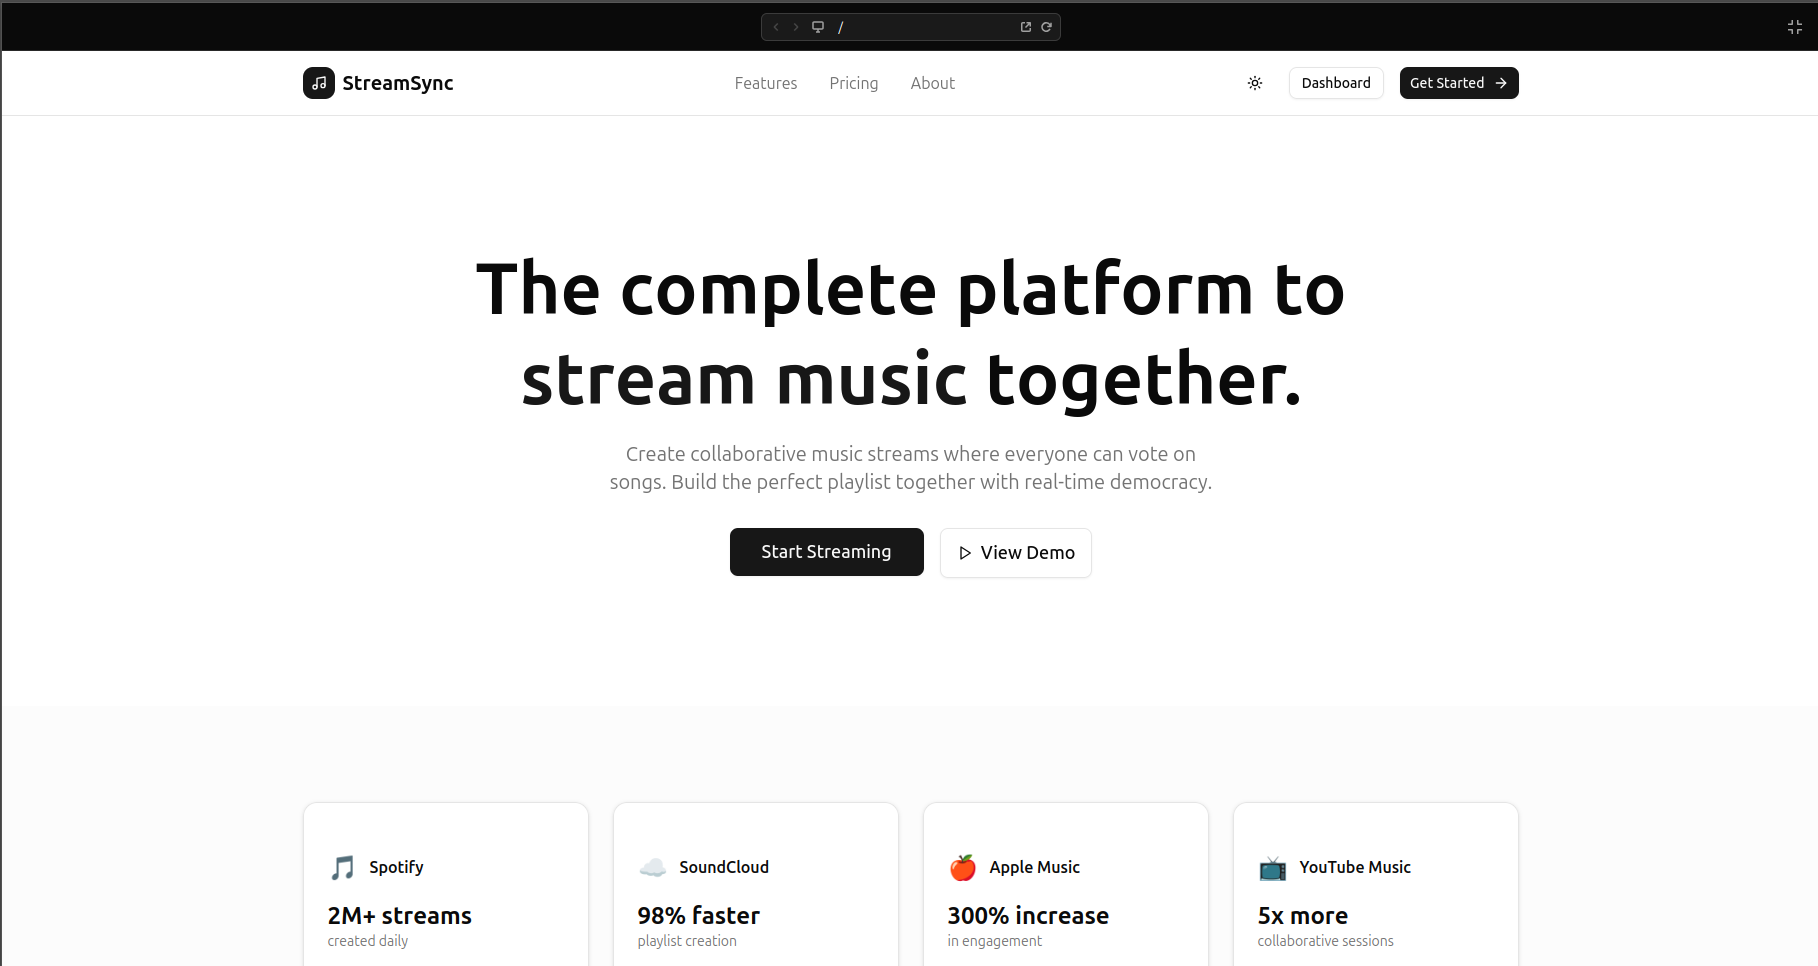 /
StreamSync
Features
Pricing
About
Dashboard
Get Started
The complete platform to
stream music together.
Create collaborative music streams where everyone can vote on
songs. Build the perfect playlist together with real-time democracy.
Start Streaming
View Demo
Spotify
2M+ streams
created daily
SoundCloud
98% faster
playlist creation
Apple Music
300% increase
in engagement
YouTube Music
5x more
collaborative sessions